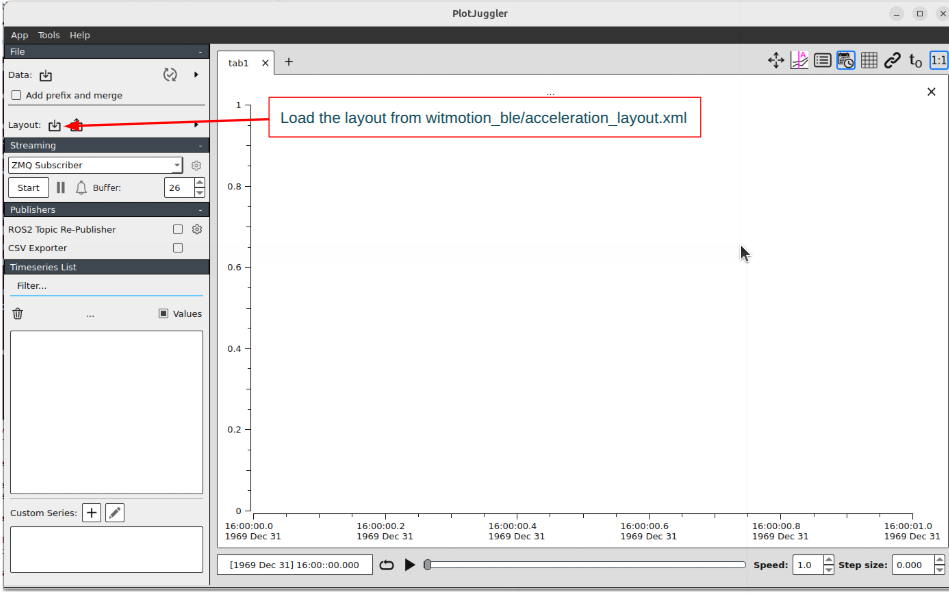 PlotJuggler
App Tools Help
File -
Data:
Add prefix and merge
Layout:
Streaming -
ZMQ Subscriber
Start Buffer: 26
Publishers -
ROS2 Topic Re-Publisher
CSV Exporter
Timeseries List
Filter...
... Values
Custom Series:
tab1
t0 1:1
...
Load the layout from witmotion_ble/acceleration_layout.xml
1
0.8
0.6
0.4
0.2
0
16:00:00.0 16:00:00.2 16:00:00.4 16:00:00.6 16:00:00.8 16:00:01.0
1969 Dec 31 1969 Dec 31 1969 Dec 31 1969 Dec 31 1969 Dec 31 1969 Dec 31
[1969 Dec 31] 16:00::00.000 Speed: 1.0 Step size: 0.000